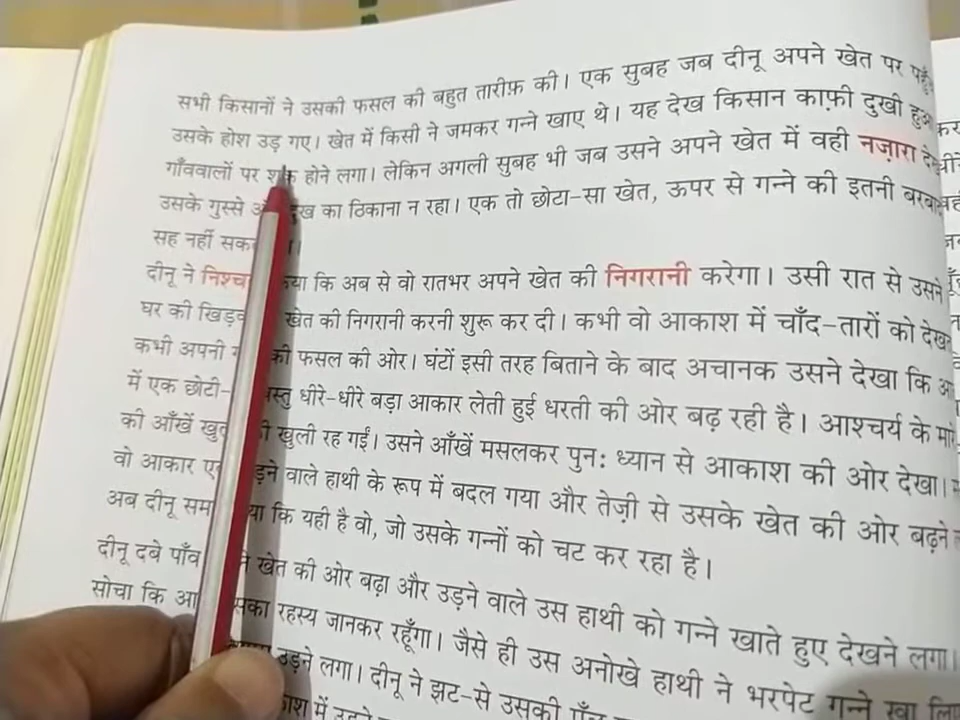 सभी किसानों ने उसकी फसल की बहुत तारीफ़ की। एक सुबह जब दीनू अपने खेत पर
उसके होश उड़ गए। खेत में किसी ने जमकर गन्ने खाए थे। यह देख किसान काफ़ी दुखी
गाँववालों पर शक होने लगा। लेकिन अगली सुबह भी जब उसने अपने खेत में वही नज़ारा
उसके गुस्से का ठिकाना न रहा। एक तो छोटा-सा खेत, ऊपर से गन्ने की इतनी
सह नहीं
दीनू ने कि अब से वो रातभर अपने खेत की निगरानी करेगा। उसी रात से उसने
घर की खेत की निगरानी करनी शुरू कर दी। कभी वो आकाश में चाँद-तारों को
कभी अपनी की फसल की ओर। घंटों इसी तरह बिताने के बाद अचानक उसने देखा कि
में एक धीरे-धीरे बड़ा आकार लेती हुई धरती की ओर बढ़ रही है। आश्चर्य के मारे
की आँखें खुली रह गईं। उसने आँखें मसलकर पुनः ध्यान से आकाश की ओर देखा।
वो आकार वाले हाथी के रूप में बदल गया और तेज़ी से उसके खेत की ओर बढ़ने
अब दीनू कि यही है वो, जो उसके गन्नों को चट कर रहा है।
दीनू दबे पाँव खेत की ओर बढ़ा और उड़ने वाले उस हाथी को गन्ने खाते हुए देखने लगा।
सोचा कि रहस्य जानकर रहूँगा। जैसे ही उस अनोखे हाथी ने भरपेट गन्ने खा
उड़ने लगा। दीनू ने झट-से उसकी
में